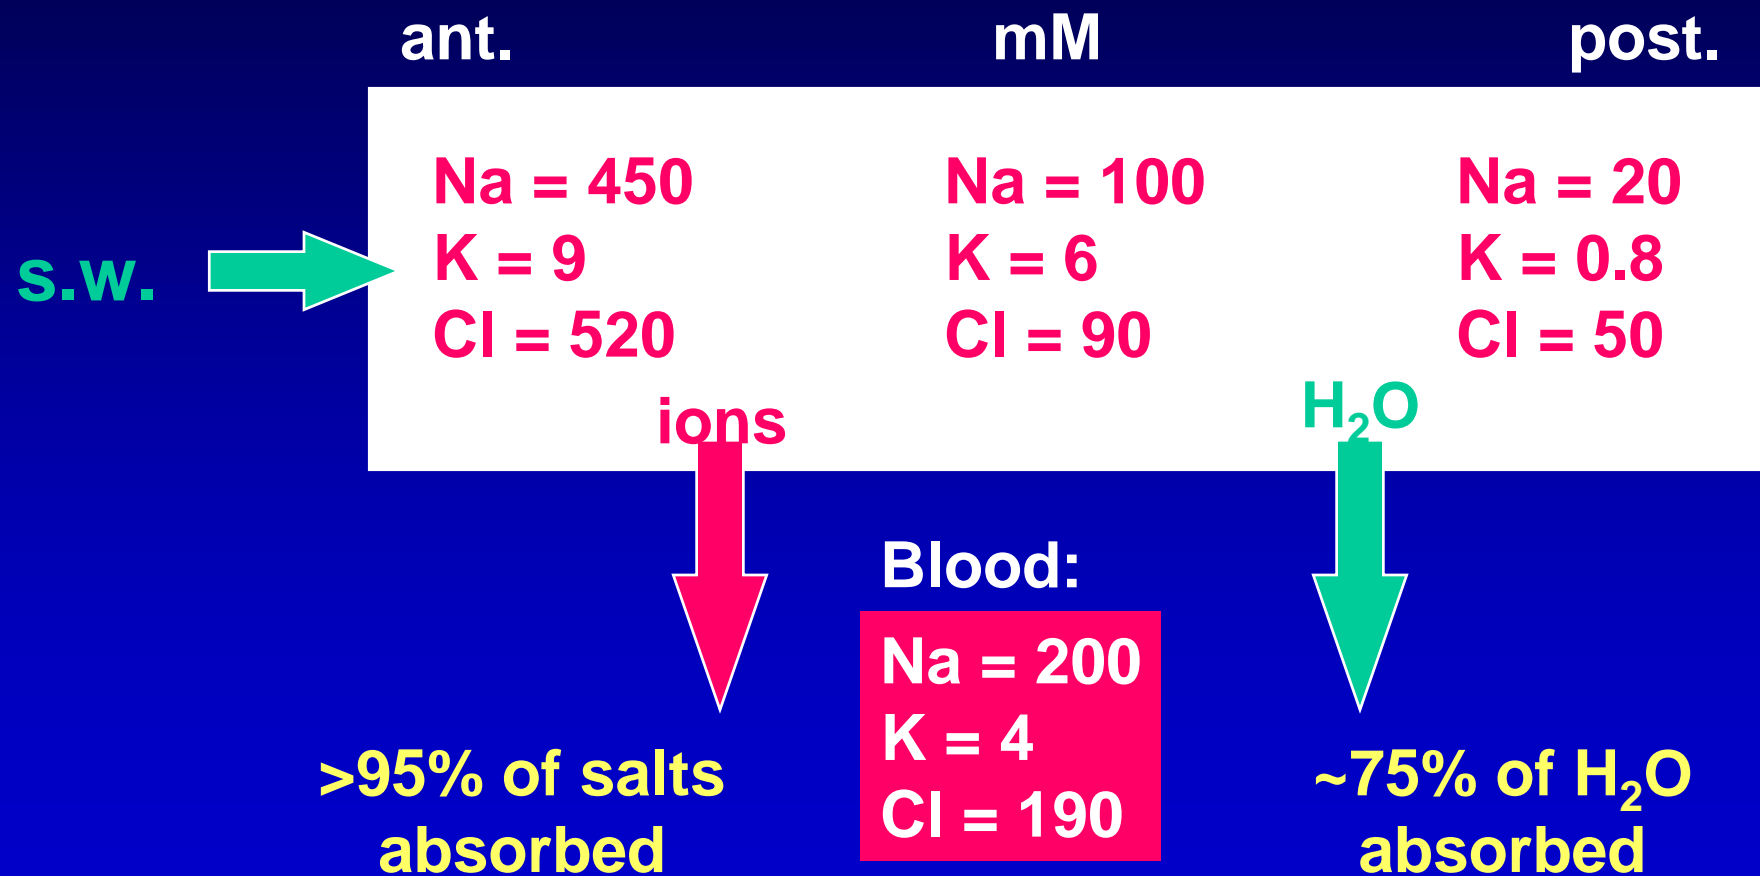 ant. mM post.
Na = 450 Na = 100 Na = 20
s.w. K = 9 K = 6 K = 0.8
Cl = 520 Cl = 90 Cl = 50
ions H₂O
Blood:
Na = 200
K = 4
Cl = 190
>95% of salts
absorbed
~75% of H₂O
absorbed